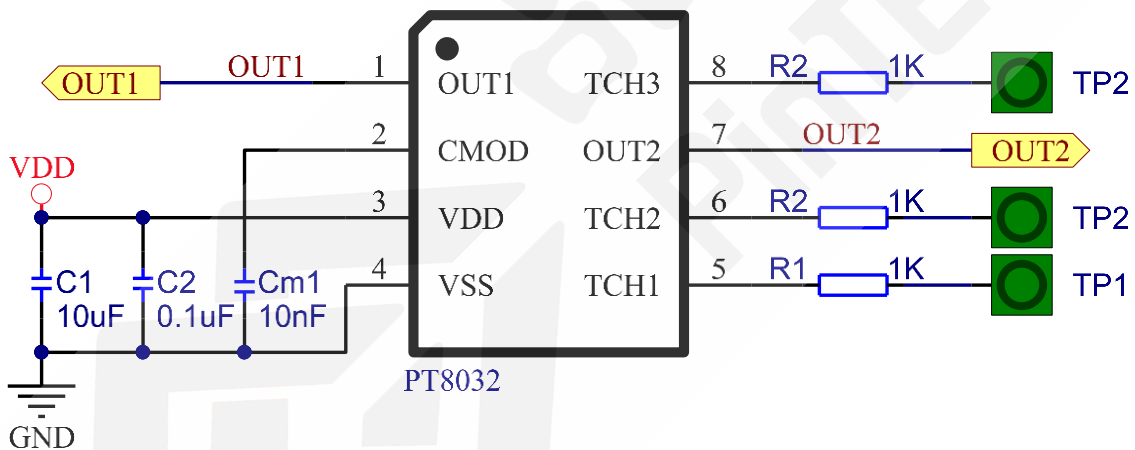 OUT1 OUT1 1 OUT1 TCH3 8 R2 1K TP2
2 CMOD OUT2 7 OUT2 OUT2
VDD
3 VDD TCH2 6 R2 1K TP2
4 VSS TCH1 5 R1 1K TP1
C1 C2 Cm1
10uF 0.1uF 10nF
PT8032
GND